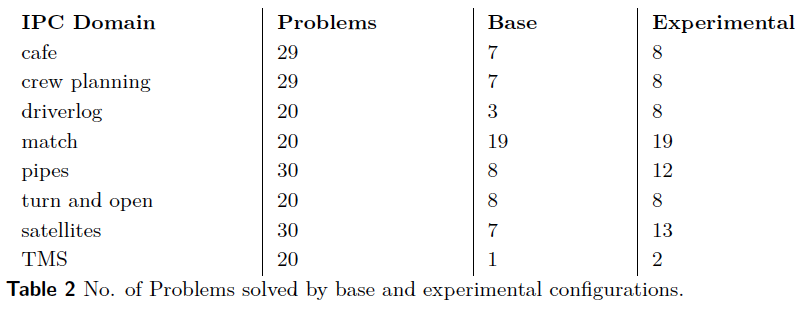 IPC Domain Problems Base Experimental
cafe 29 7 8
crew planning 29 7 8
driverlog 20 3 8
match 20 19 19
pipes 30 8 12
turn and open 20 8 8
satellites 30 7 13
TMS 20 1 2
Table 2 No. of Problems solved by base and experimental configurations.